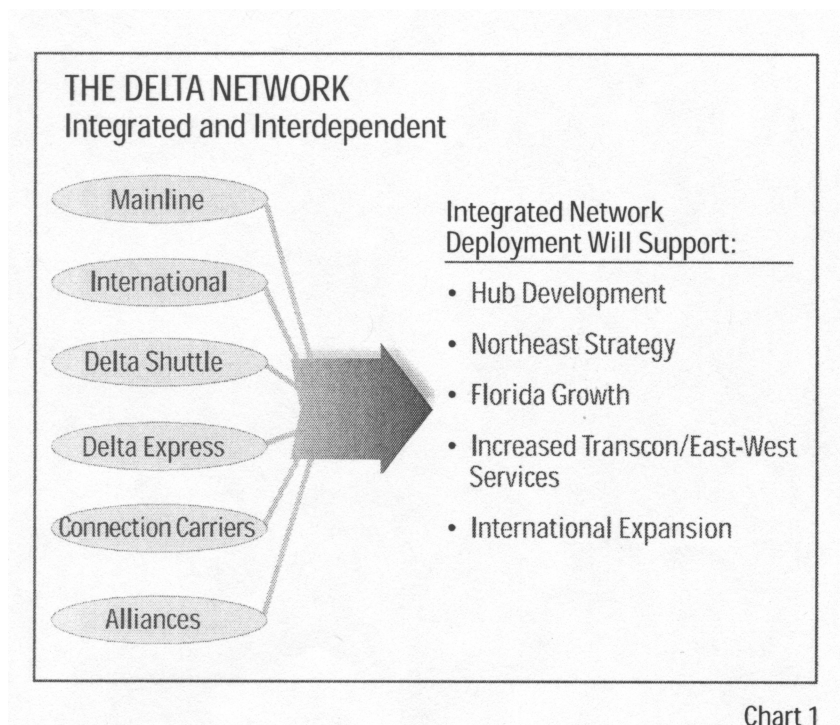 THE DELTA NETWORK
Integrated and Interdependent
Mainline
International
Delta Shuttle
Delta Express
Connection Carriers
Alliances
Integrated Network
Deployment Will Support:
• Hub Development
• Northeast Strategy
• Florida Growth
• Increased Transcon/East-West
Services
• International Expansion
Chart 1